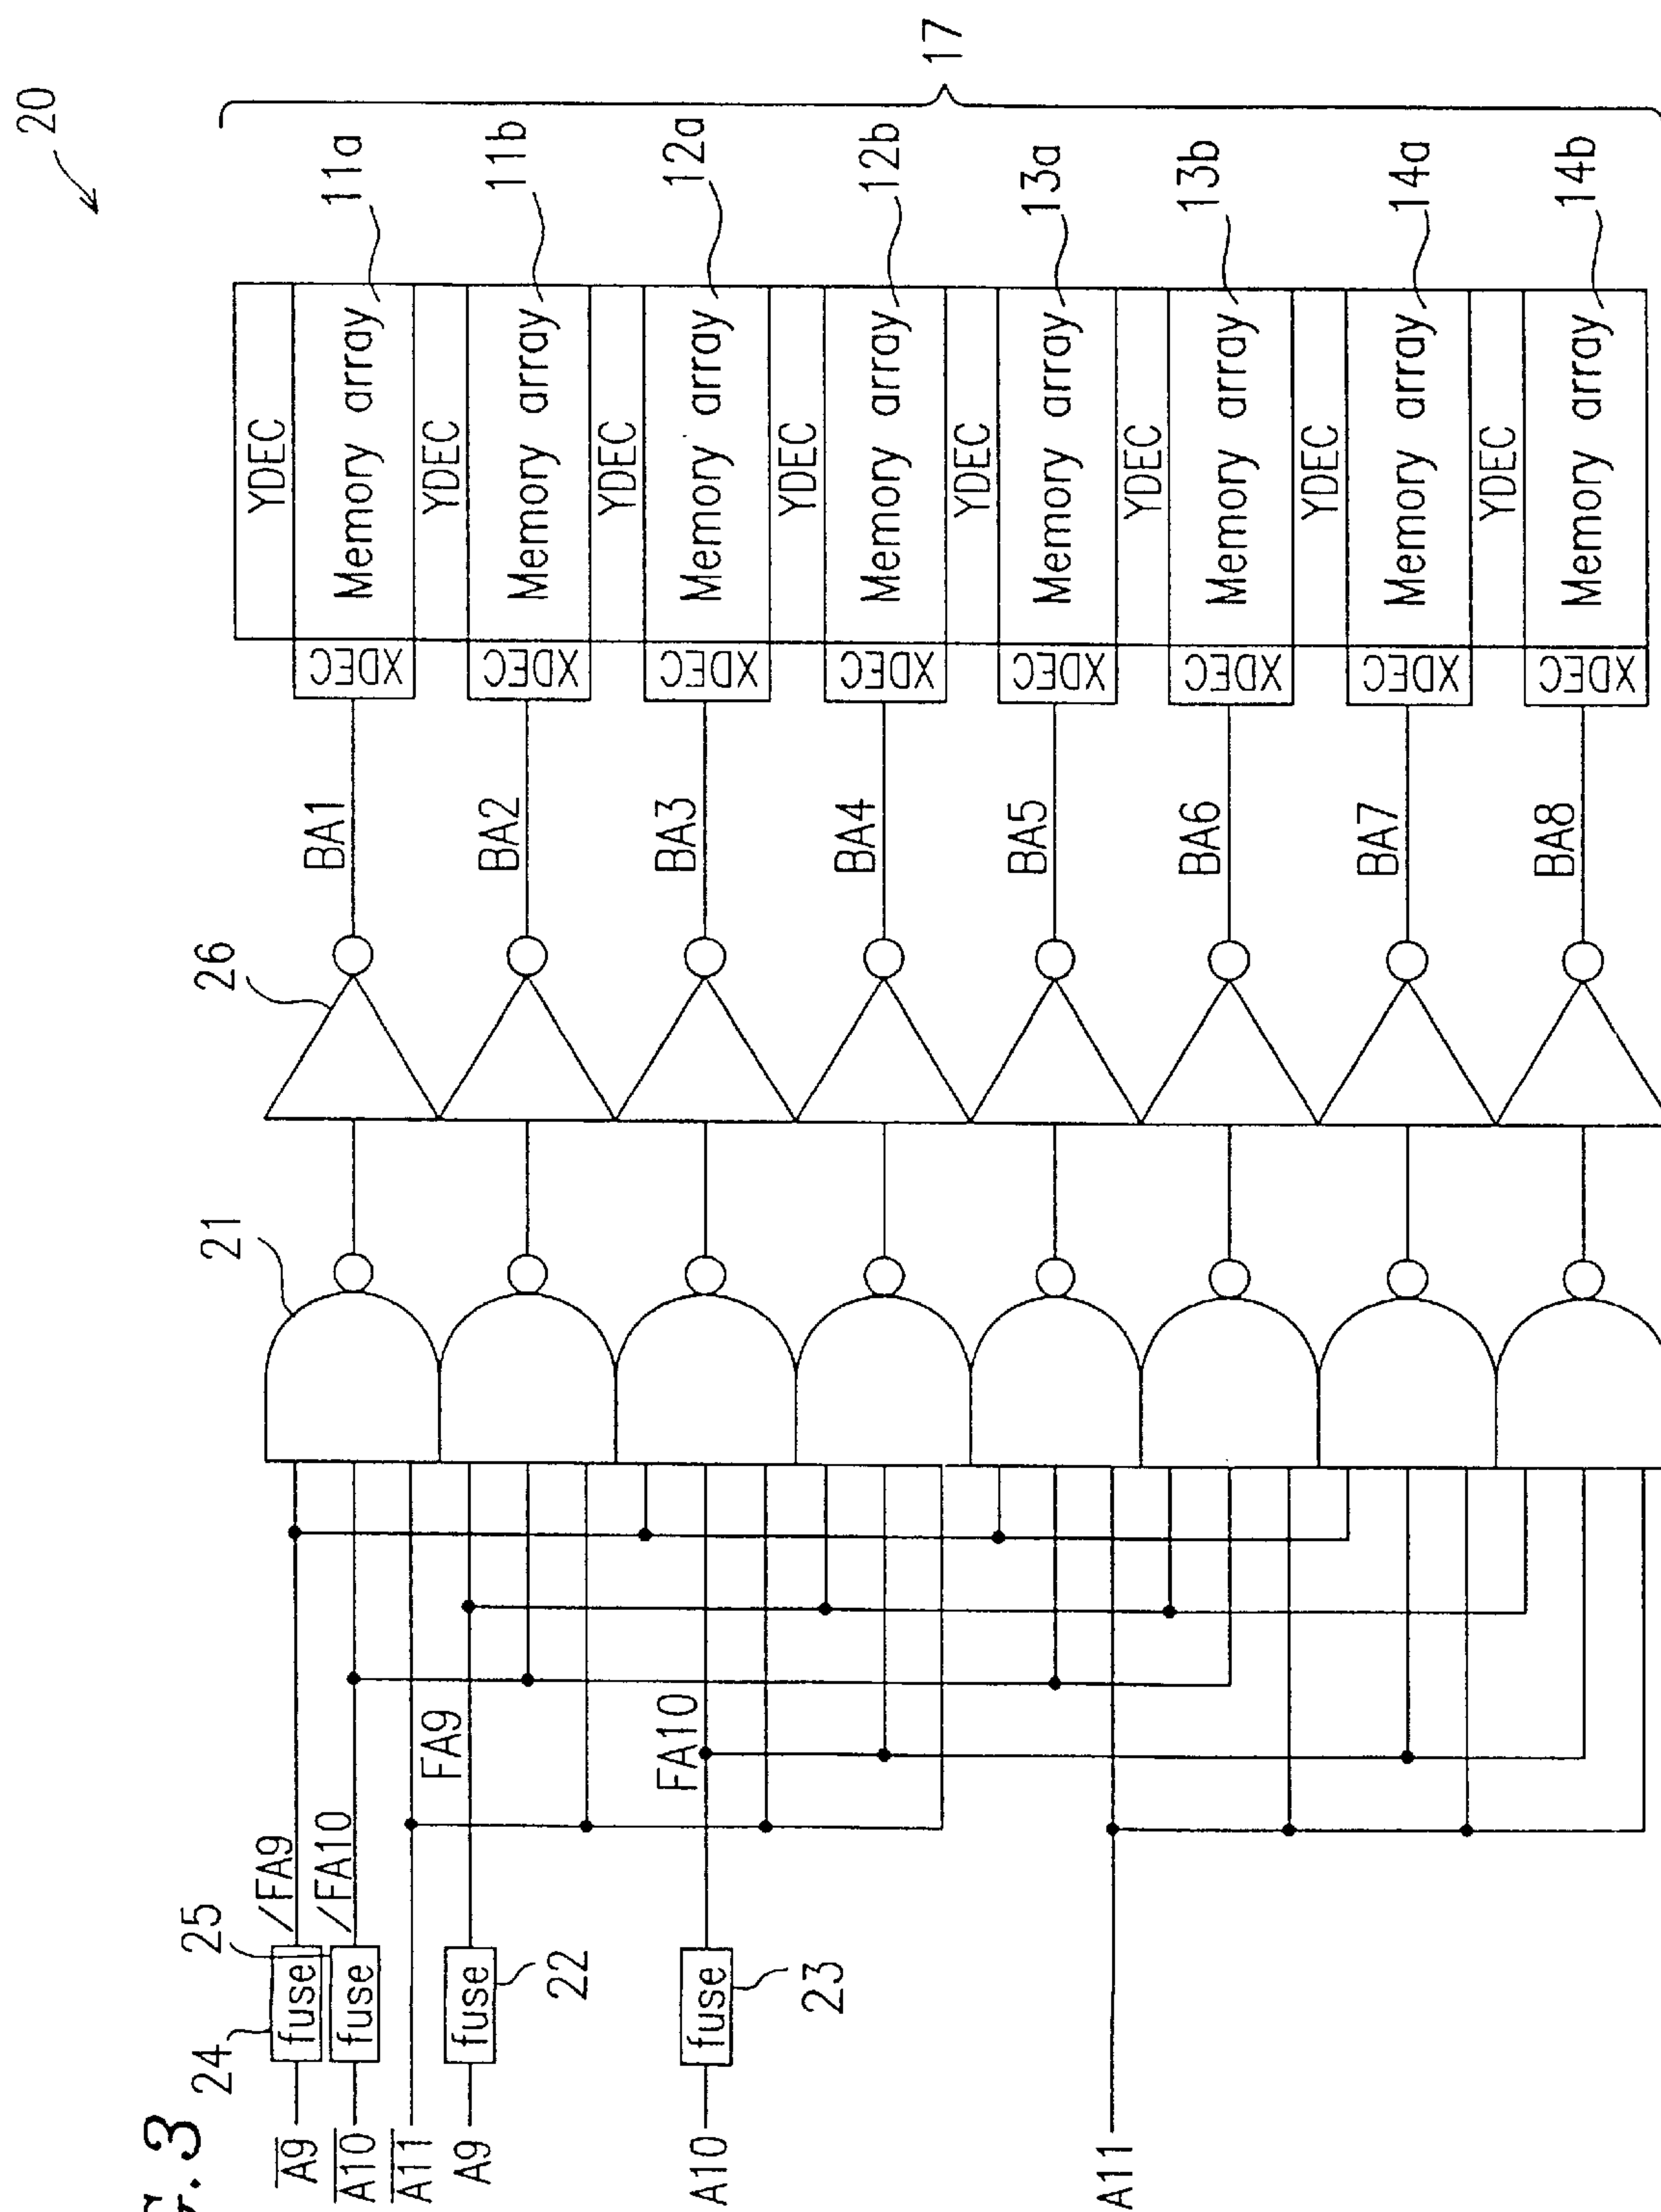 G.3
20
17
YDEC
Memory array
XDEC
11a
YDEC
Memory array
XDEC
11b
YDEC
Memory array
XDEC
12a
YDEC
Memory array
XDEC
12b
YDEC
Memory array
XDEC
13a
YDEC
Memory array
XDEC
13b
YDEC
Memory array
XDEC
14a
YDEC
Memory array
XDEC
14b
BA1
BA2
BA3
BA4
BA5
BA6
BA7
BA8
26
21
/FA9
/FA10
FA9
FA10
24
25
22
23
fuse
fuse
fuse
fuse
A9
A10
A11
A9
A10
A11